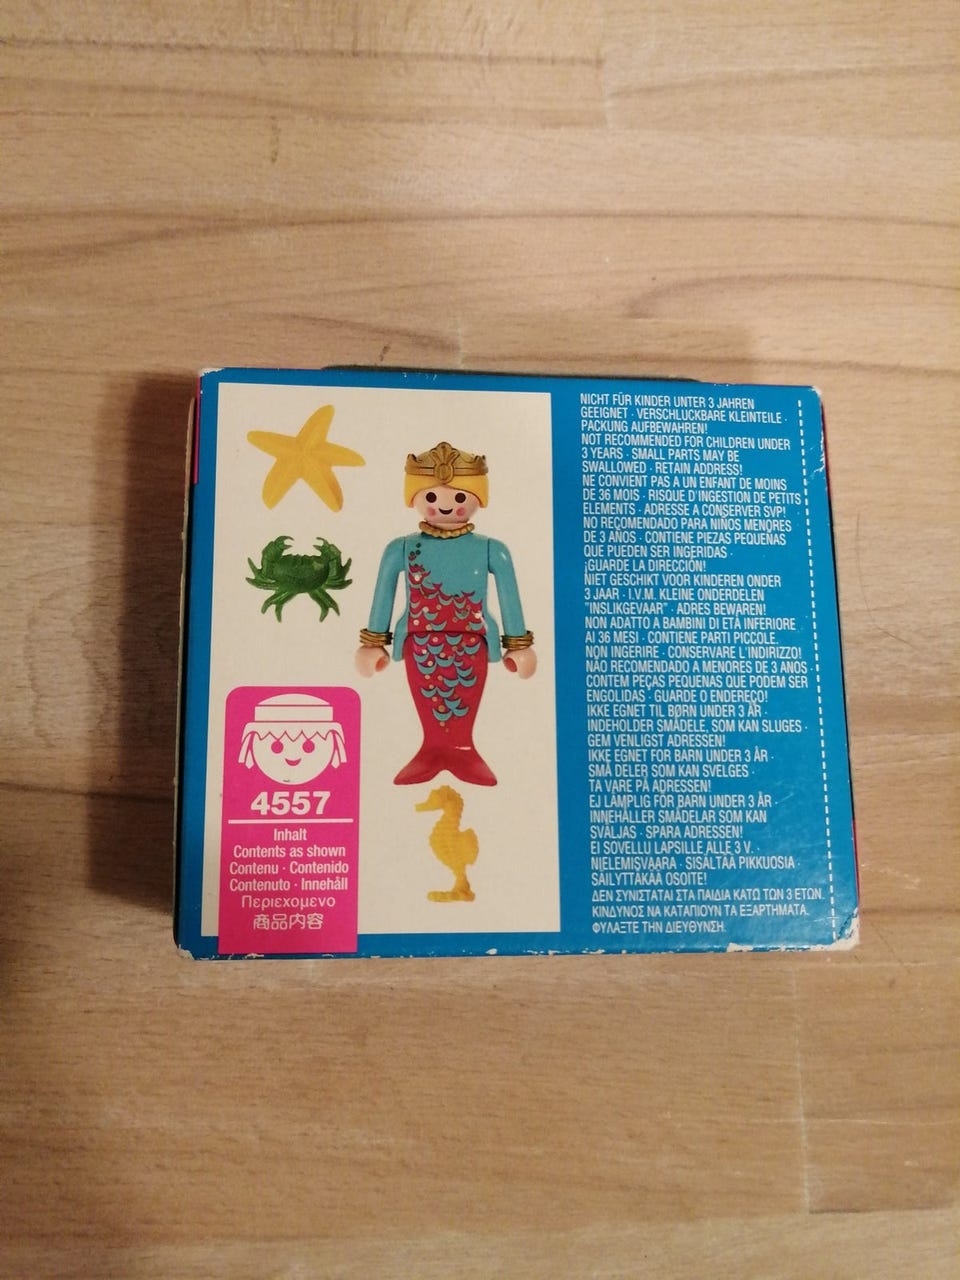 4557
Inhalt
Contents as shown
Contenu · Contenido
Contenuto · Innehåll
Περιεχομενο
商品内容
NICHT FÜR KINDER UNTER 3 JAHREN
GEEIGNET · VERSCHLUCKBARE KLEINTEILE ·
PACKUNG AUFBEWAHREN!
NOT RECOMMENDED FOR CHILDREN UNDER
3 YEARS · SMALL PARTS MAY BE
SWALLOWED · RETAIN ADDRESS!
NE CONVIENT PAS A UN ENFANT DE MOINS
DE 36 MOIS · RISQUE D'INGESTION DE PETITS
ELEMENTS · ADRESSE A CONSERVER SVP!
NO RECOMENDADO PARA NIÑOS MENORES
DE 3 AÑOS · CONTIENE PIEZAS PEQUEÑAS
QUE PUEDEN SER INGERIDAS ·
¡GUARDE LA DIRECCIÓN!
NIET GESCHIKT VOOR KINDEREN ONDER
3 JAAR · I.V.M. KLEINE ONDERDELEN
"INSLIKGEVAAR" · ADRES BEWAREN!
NON ADATTO A BAMBINI DI ETÀ INFERIORE
AI 36 MESI · CONTIENE PARTI PICCOLE.
NON INGERIRE · CONSERVARE L'INDIRIZZO!
NÃO RECOMENDADO A MENORES DE 3 ANOS ·
CONTEM PEÇAS PEQUENAS QUE PODEM SER
ENGOLIDAS · GUARDE O ENDEREÇO!
IKKE EGNET TIL BØRN UNDER 3 ÅR ·
INDEHOLDER SMÅDELE, SOM KAN SLUGES ·
GEM VENLIGST ADRESSEN!
IKKE EGNET FOR BARN UNDER 3 ÅR ·
SMÅ DELER SOM KAN SVELGES ·
TA VARE PÅ ADRESSEN!
EJ LÄMPLIG FÖR BARN UNDER 3 ÅR ·
INNEHÅLLER SMÅDELAR SOM KAN
SVÄLJAS · SPARA ADRESSEN!
EI SOVELLU LAPSILLE ALLE 3 V. ·
NIELEMISVAARA · SISÄLTÄÄ PIKKUOSIA ·
SÄILYTTÄKÄÄ OSOITE!
ΔΕΝ ΣΥΝΙΣΤΑΤΑΙ ΣΤΑ ΠΑΙΔΙΑ ΚΑΤΩ ΤΩΝ 3 ΕΤΩΝ.
ΚΙΝΔΥΝΟΣ ΝΑ ΚΑΤΑΠΙΟΥΝ ΤΑ ΕΞΑΡΤΗΜΑΤΑ.
ΦΥΛΑΞΤΕ ΤΗΝ ΔΙΕΥΘΥΝΣΗ.